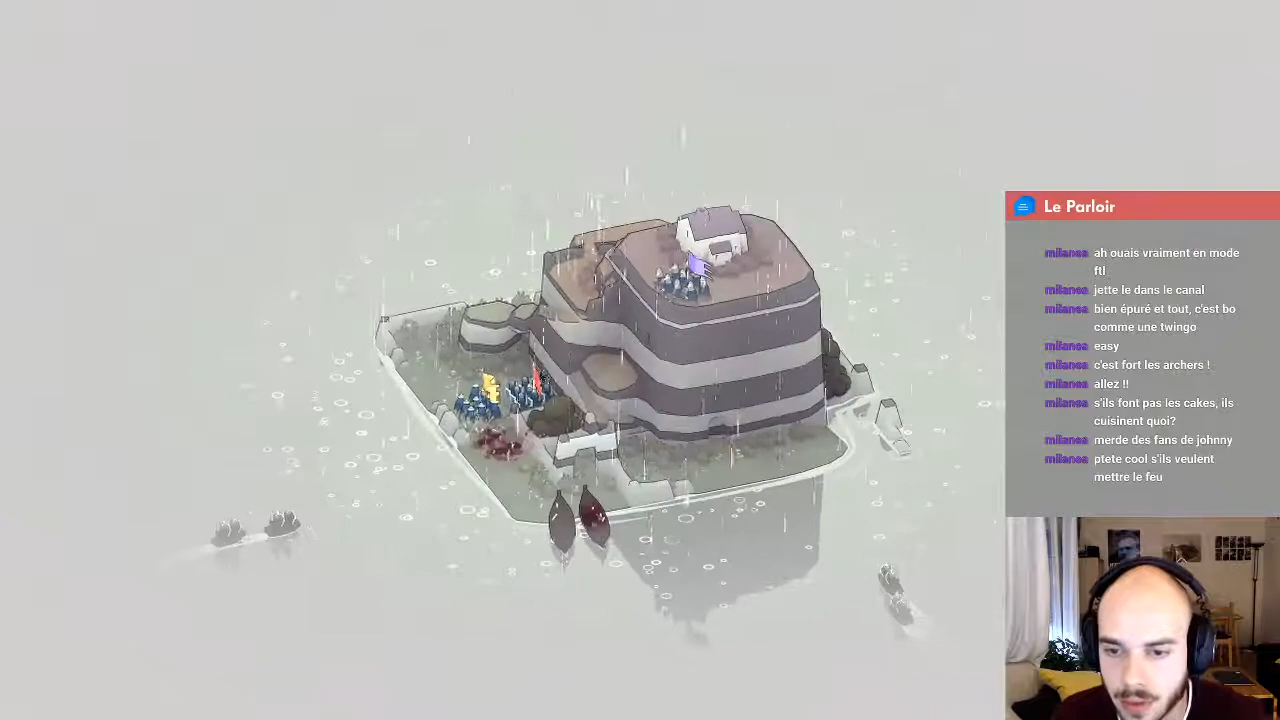 Le Parloir
milanea ah ouais vraiment en mode
ftl
milanea jette le dans le canal
milanea bien épuré et tout, c'est bo
comme une twingo
milanea easy
milanea c'est fort les archers !
milanea allez !!
milanea s'ils font pas les cakes, ils
cuisinent quoi?
milanea merde des fans de johnny
milanea ptete cool s'ils veulent
mettre le feu